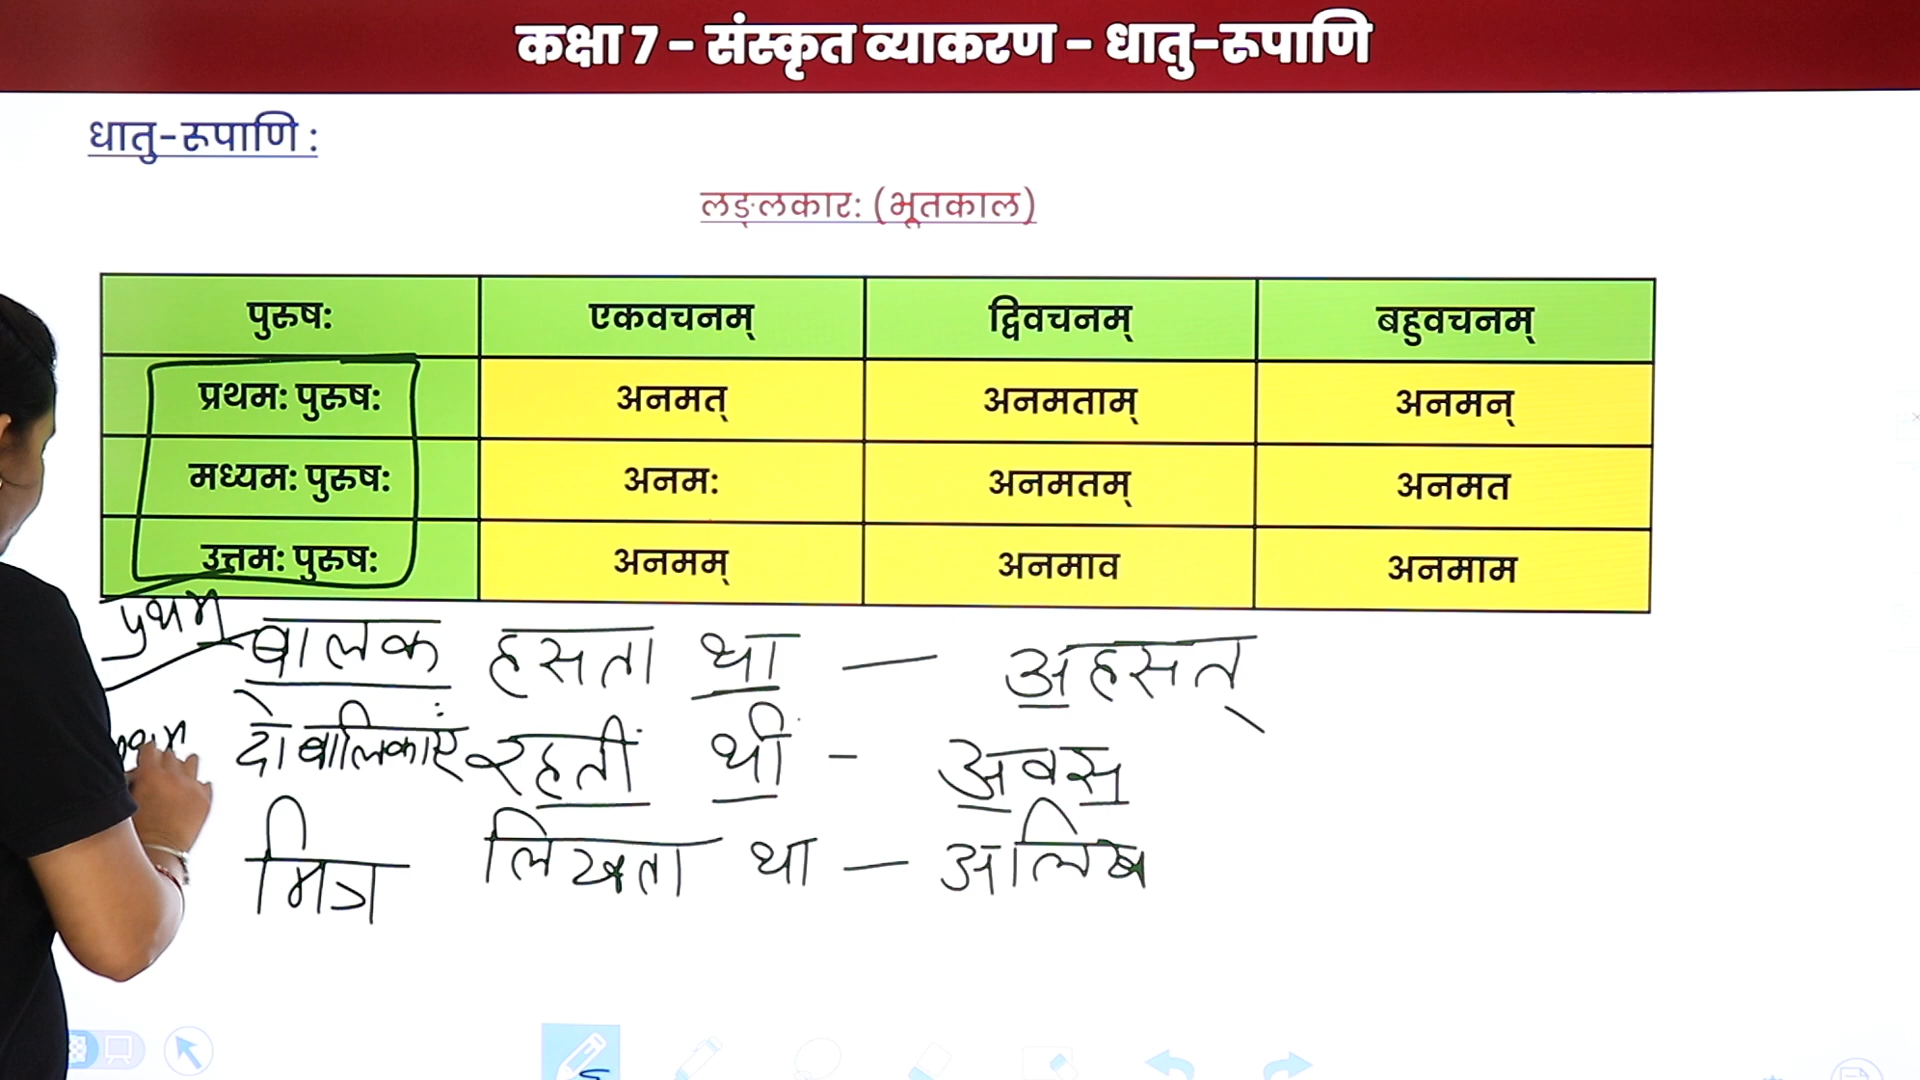 कक्षा 7 - संस्कृत व्याकरण - धातु-रूपाणि
धातु-रूपाणि :
लङ्लकारः (भूतकाल)
पुरुषः एकवचनम् द्विवचनम् बहुवचनम्
प्रथमः पुरुषः अनमत् अनमताम् अनमन्
मध्यमः पुरुषः अनमः अनमतम् अनमत
उत्तमः पुरुषः अनमम् अनमाव अनमाम
प्रथम बालक हसता था — अहसत्
दो बालिकाएं रहतीं थीं - अवस
मित्र लिखता था — अलिख